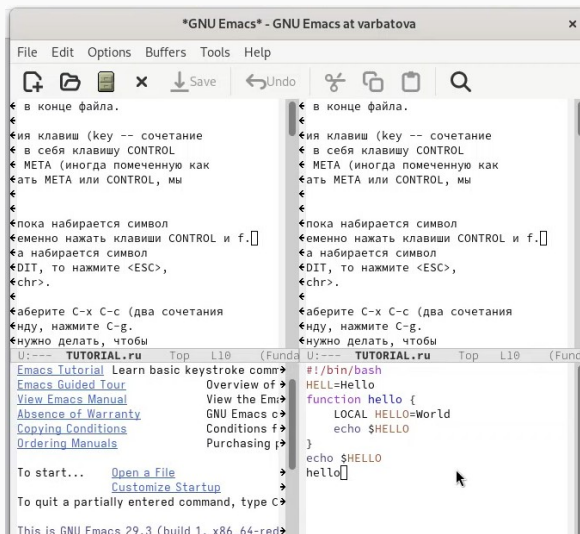 *GNU Emacs* - GNU Emacs at varbatova
File Edit Options Buffers Tools Help
Save Undo
в конце файла.
ия клавиш (key -- сочетание
в себя клавишу CONTROL
META (иногда помеченную как
ать META или CONTROL, мы
пока набирается символ
еменно нажать клавиши CONTROL и f.
а набирается символ
DIT, то нажмите <ESC>,
chr>.
аберите C-x C-c (два сочетания
нду, нажмите C-g.
нужно делать, чтобы
U:--- TUTORIAL.ru Top L10 (Funda
в конце файла.
ия клавиш (key -- сочетание
в себя клавишу CONTROL
META (иногда помеченную как
ать META или CONTROL, мы
пока набирается символ
еменно нажать клавиши CONTROL и f.
а набирается символ
DIT, то нажмите <ESC>,
chr>.
аберите C-x C-c (два сочетания
нду, нажмите C-g.
нужно делать, чтобы
U:--- TUTORIAL.ru Top L10 (Fund
Emacs Tutorial Learn basic keystroke comm
Emacs Guided Tour Overview of
View Emacs Manual View the Ema
Absence of Warranty GNU Emacs c
Copying Conditions Conditions f
Ordering Manuals Purchasing p
To start... Open a File
Customize Startup
To quit a partially entered command, type C
This is GNU Emacs 29.3 (build 1, x86_64-red
#!/bin/bash
HELL=Hello
function hello {
LOCAL HELLO=World
echo $HELLO
}
echo $HELLO
hello